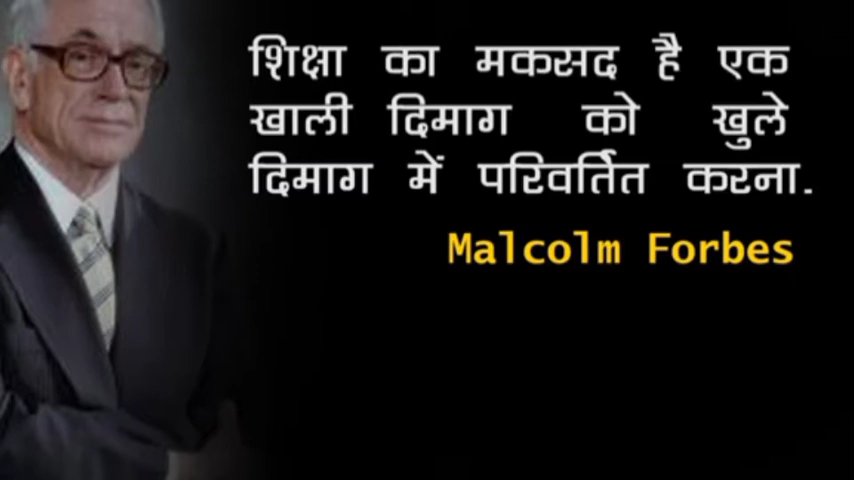 शिक्षा का मकसद है एक
खाली दिमाग को खुले
दिमाग में परिवर्तित करना.
Malcolm Forbes